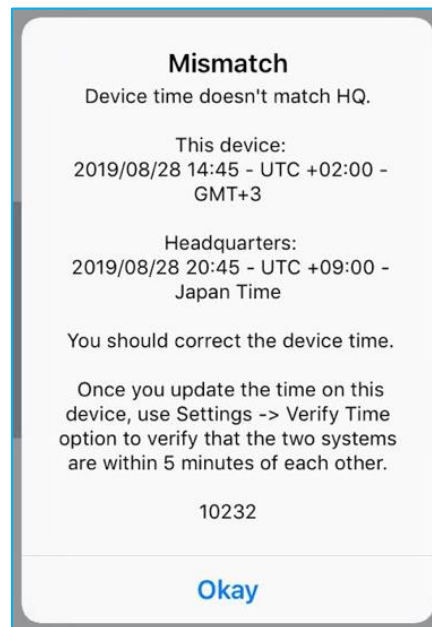 Mismatch
Device time doesn't match HQ.
This device:
2019/08/28 14:45 - UTC +02:00 -
GMT+3
Headquarters:
2019/08/28 20:45 - UTC +09:00 -
Japan Time
You should correct the device time.
Once you update the time on this
device, use Settings -> Verify Time
option to verify that the two systems
are within 5 minutes of each other.
10232
Okay